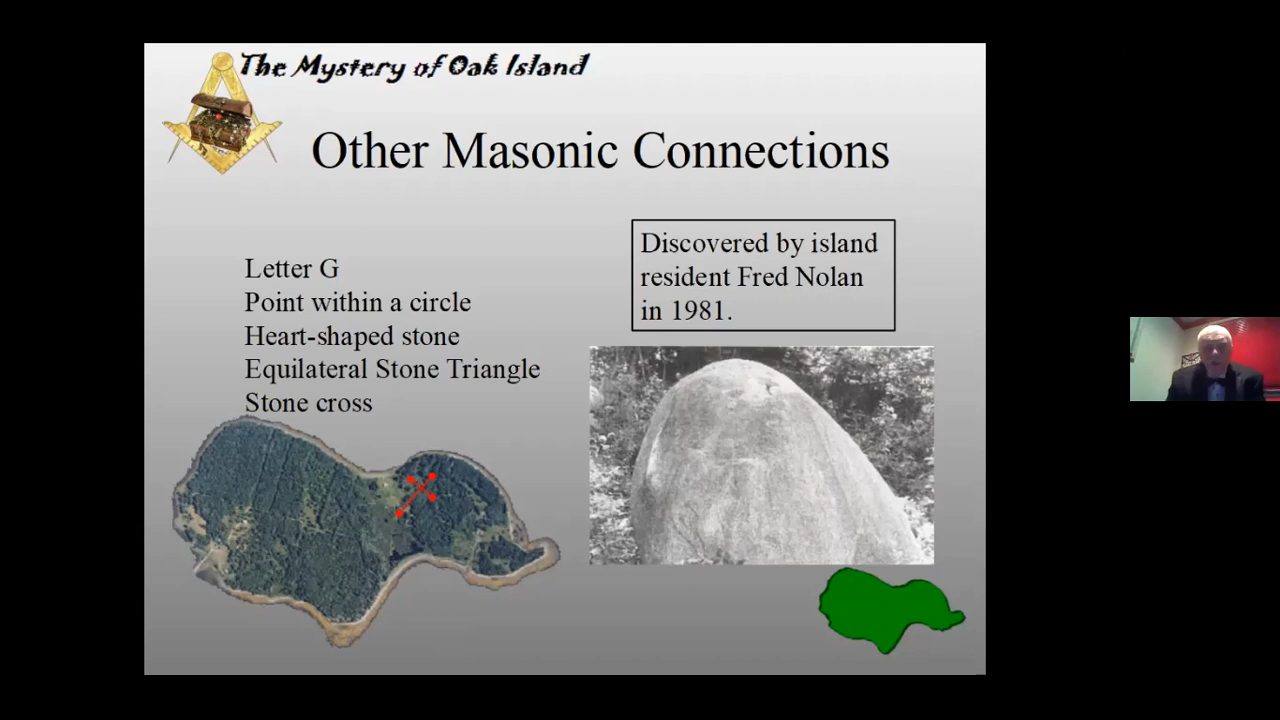 The Mystery of Oak Island
Other Masonic Connections
Letter G
Point within a circle
Heart-shaped stone
Equilateral Stone Triangle
Stone cross
Discovered by island
resident Fred Nolan
in 1981.